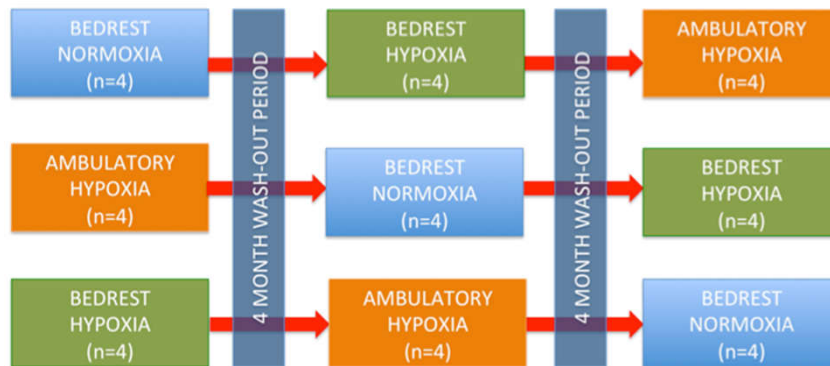 BEDREST
NORMOXIA
(n=4)
4 MONTH WASH-OUT PERIOD
BEDREST
HYPOXIA
(n=4)
4 MONTH WASH-OUT PERIOD
AMBULATORY
HYPOXIA
(n=4)
AMBULATORY
HYPOXIA
(n=4)
BEDREST
NORMOXIA
(n=4)
BEDREST
HYPOXIA
(n=4)
BEDREST
HYPOXIA
(n=4)
AMBULATORY
HYPOXIA
(n=4)
BEDREST
NORMOXIA
(n=4)